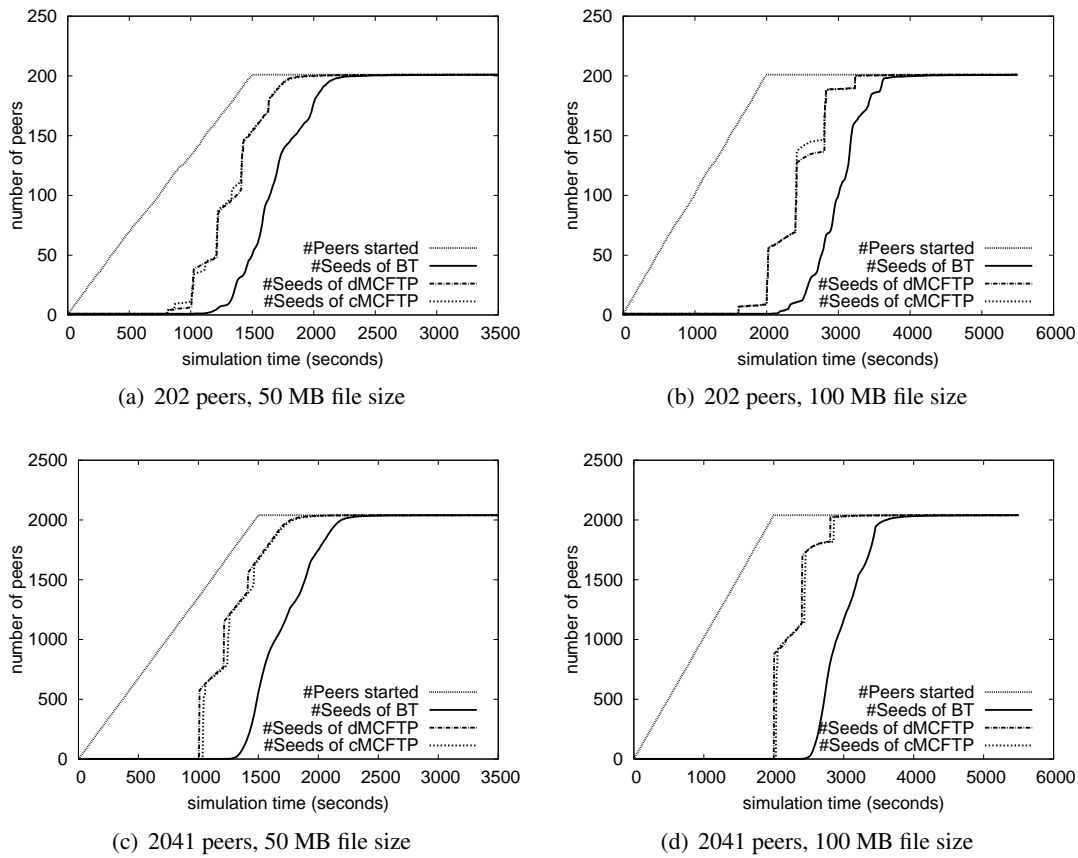 250
200
150
100
50
0
number of peers
0 500 1000 1500 2000 2500 3000 3500
simulation time (seconds)
#Peers started
#Seeds of BT
#Seeds of dMCFTP
#Seeds of cMCFTP
(a) 202 peers, 50 MB file size
250
200
150
100
50
0
number of peers
0 1000 2000 3000 4000 5000 6000
simulation time (seconds)
#Peers started
#Seeds of BT
#Seeds of dMCFTP
#Seeds of cMCFTP
(b) 202 peers, 100 MB file size
2500
2000
1500
1000
500
0
number of peers
0 500 1000 1500 2000 2500 3000 3500
simulation time (seconds)
#Peers started
#Seeds of BT
#Seeds of dMCFTP
#Seeds of cMCFTP
(c) 2041 peers, 50 MB file size
2500
2000
1500
1000
500
0
number of peers
0 1000 2000 3000 4000 5000 6000
simulation time (seconds)
#Peers started
#Seeds of BT
#Seeds of dMCFTP
#Seeds of cMCFTP
(d) 2041 peers, 100 MB file size